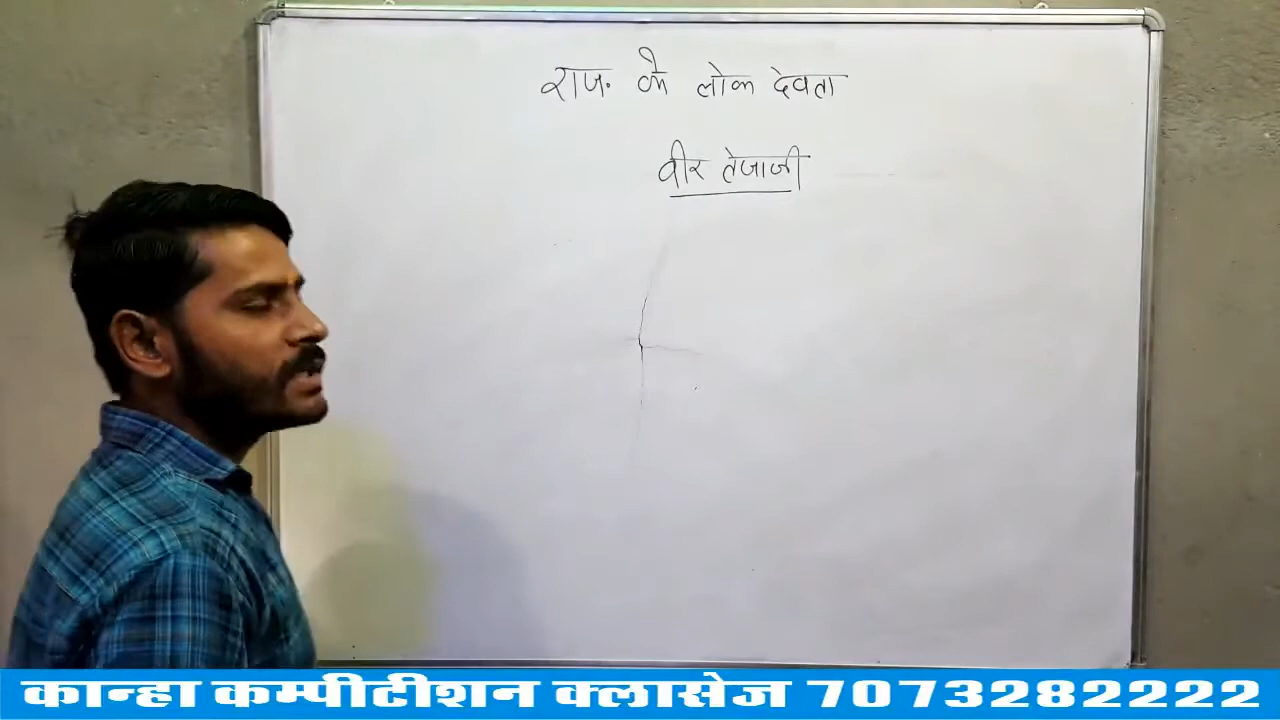 राज. के लोक देवता
वीर तेजाजी
कान्हा कम्पीटीशन क्लासेज 7073282222